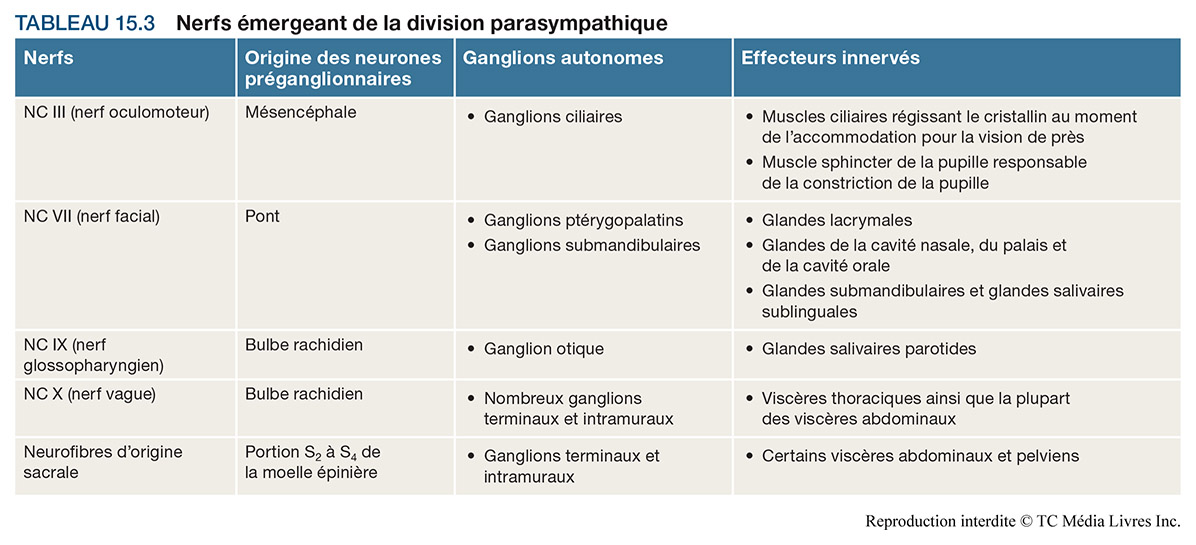 TABLEAU 15.3 Nerfs émergeant de la division parasympathique
Nerfs
Origine des neurones
préganglionnaires
Ganglions autonomes
Effecteurs innervés
NC III (nerf oculomoteur)
Mésencéphale
• Ganglions ciliaires
• Muscles ciliaires régissant le cristallin au moment
de l’accommodation pour la vision de près
• Muscle sphincter de la pupille responsable
de la constriction de la pupille
NC VII (nerf facial)
Pont
• Ganglions ptérygopalatins
• Ganglions submandibulaires
• Glandes lacrymales
• Glandes de la cavité nasale, du palais et
de la cavité orale
• Glandes submandibulaires et glandes salivaires
sublinguales
NC IX (nerf
glossopharyngien)
Bulbe rachidien
• Ganglion otique
• Glandes salivaires parotides
NC X (nerf vague)
Bulbe rachidien
• Nombreux ganglions
terminaux et intramuraux
• Viscères thoraciques ainsi que la plupart
des viscères abdominaux
Neurofibres d’origine
sacrale
Portion S₂ à S₄ de
la moelle épinière
• Ganglions terminaux et
intramuraux
• Certains viscères abdominaux et pelviens
Reproduction interdite © TC Média Livres Inc.